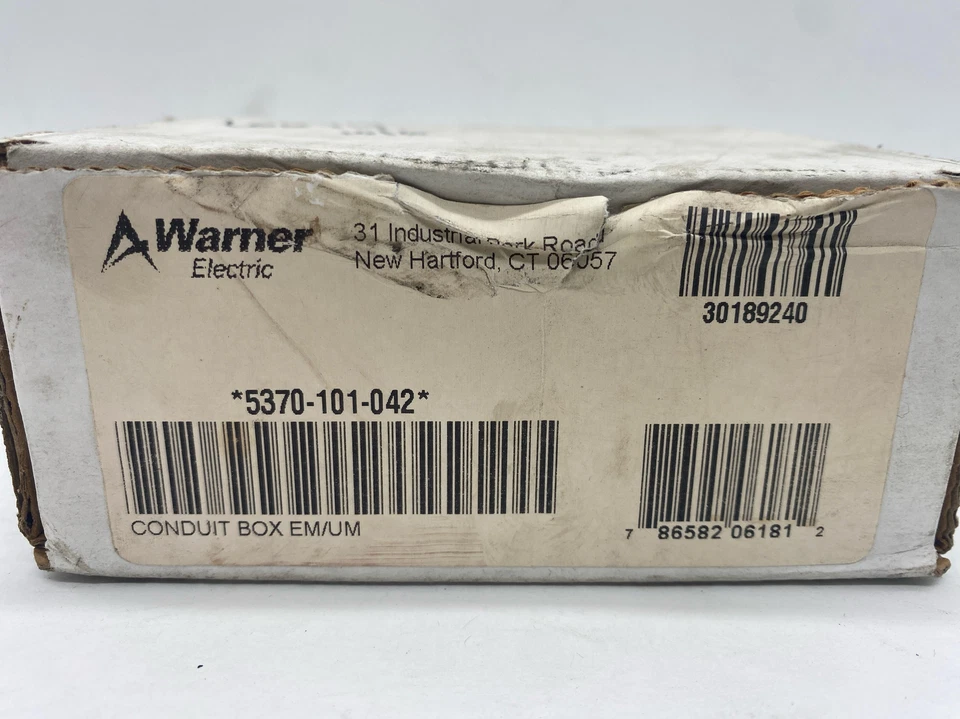 Warner
Electric
31 Industrial Park Road
New Hartford, CT 06057
30189240
*5370-101-042*
CONDUIT BOX EM/UM
7 86582 06181 2